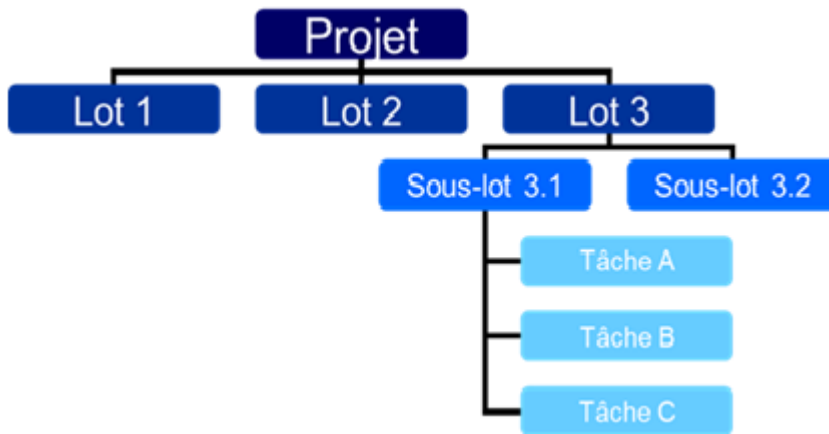 Projet
Lot 1
Lot 2
Lot 3
Sous-lot 3.1
Sous-lot 3.2
Tâche A
Tâche B
Tâche C